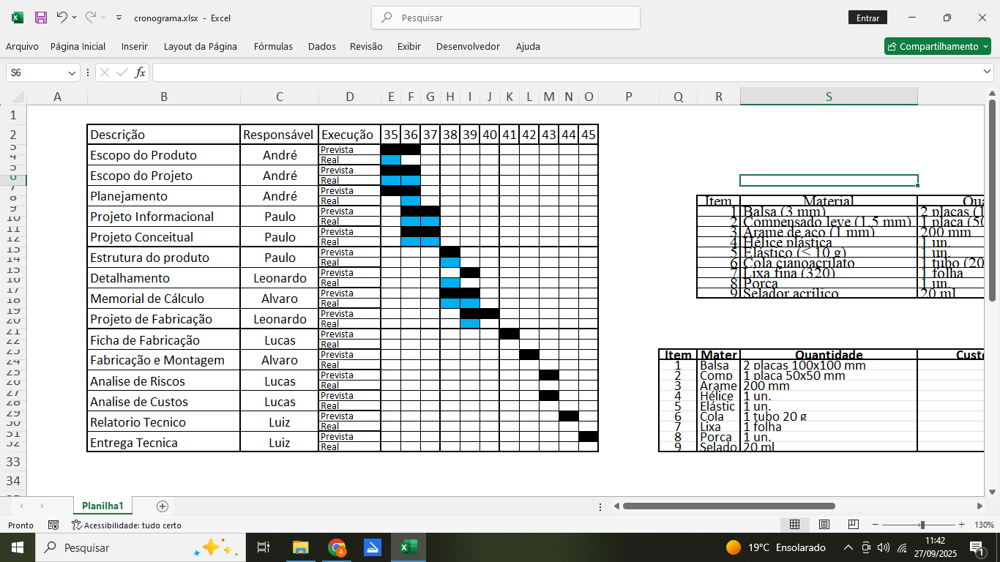 cronograma.xlsx - Excel
Pesquisar
Entrar
Arquivo Página Inicial Inserir Layout da Página Fórmulas Dados Revisão Exibir Desenvolvedor Ajuda
Compartilhamento
S6 fx
A B C D E F G H I J K L M N O P Q R S
1
2 Descrição Responsável Execução 35 36 37 38 39 40 41 42 43 44 45
3 Prevista
Escopo do Produto André
4 Real
5 Prevista
Escopo do Projeto André
6 Real
7 Prevista
Planejamento André
8 Real
Item Material
9 Prevista
Projeto Informacional Paulo
1 Balsa (3 mm) 2 placas (1
10 Real
2 Compensado leve (1,5 mm) 1 placa (50
11 Prevista
Projeto Conceitual Paulo
3 Arame de aço (1 mm) 200 mm
12 Real
4 Hélice plástica 1 un.
13 Prevista
Estrutura do produto Paulo
5 Elástico (< 10 g) 1 un.
14 Real
6 Cola cianoacrilato 1 tubo (20
15 Prevista
Detalhamento Leonardo
7 Lixa fina (320) 1 folha
16 Real
8 Porca 1 un.
17 Prevista
Memorial de Cálculo Alvaro
9 Selador acrílico 20 ml
18 Real
19 Prevista
Projeto de Fabricação Leonardo
20 Real
21 Prevista
Ficha de Fabricação Lucas
22 Real
23 Prevista
Fabricação e Montagem Alvaro
Item Mater Quantidade Custo
24 Real
1 Balsa 2 placas 100x100 mm
25 Prevista
Analise de Riscos Lucas
2 Comp 1 placa 50x50 mm
26 Real
3 Arame 200 mm
27 Prevista
Analise de Custos Lucas
4 Hélice 1 un.
28 Real
5 Elástic 1 un.
29 Prevista
Relatorio Tecnico Luiz
6 Cola 1 tubo 20 g
30 Real
7 Lixa 1 folha
31 Prevista
Entrega Tecnica Luiz
8 Porca 1 un.
32 Real
9 Selado 20 ml
33
34
Planilha1
Pronto Acessibilidade: tudo certo 130%
Pesquisar 19°C Ensolarado 11:42
27/09/2025 1